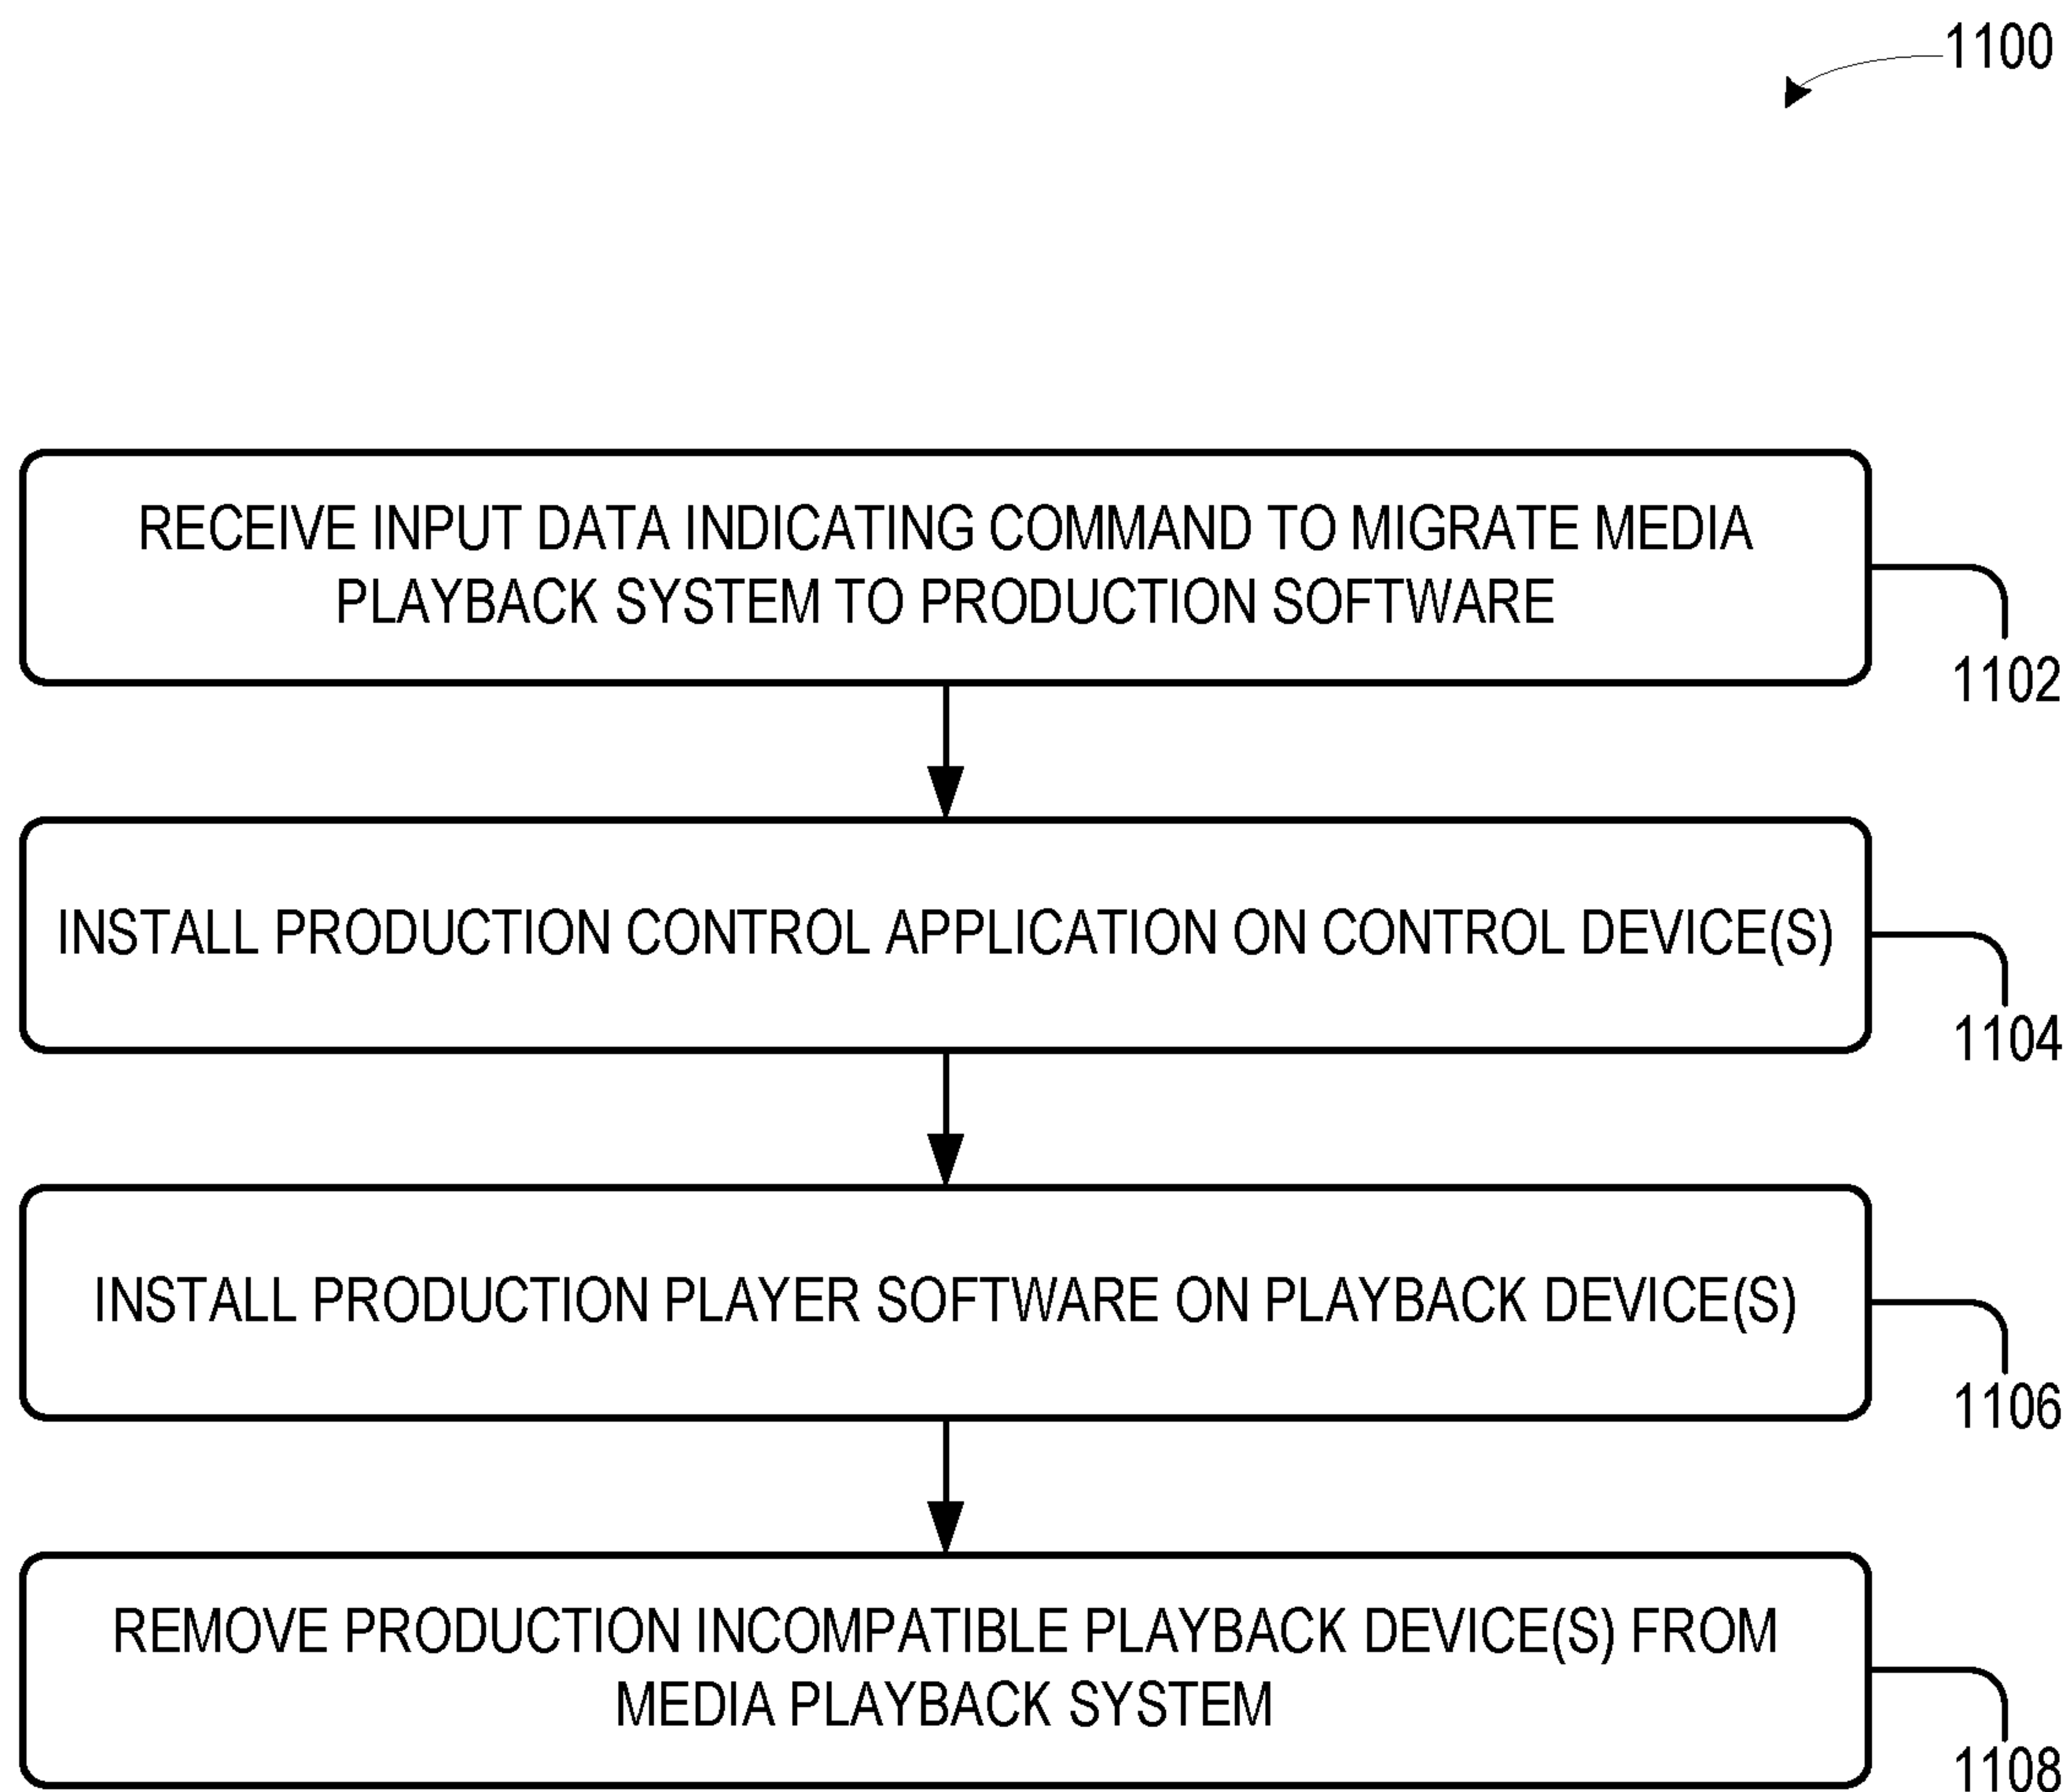 1100
RECEIVE INPUT DATA INDICATING COMMAND TO MIGRATE MEDIA
PLAYBACK SYSTEM TO PRODUCTION SOFTWARE
1102
INSTALL PRODUCTION CONTROL APPLICATION ON CONTROL DEVICE(S)
1104
INSTALL PRODUCTION PLAYER SOFTWARE ON PLAYBACK DEVICE(S)
1106
REMOVE PRODUCTION INCOMPATIBLE PLAYBACK DEVICE(S) FROM
MEDIA PLAYBACK SYSTEM
1108